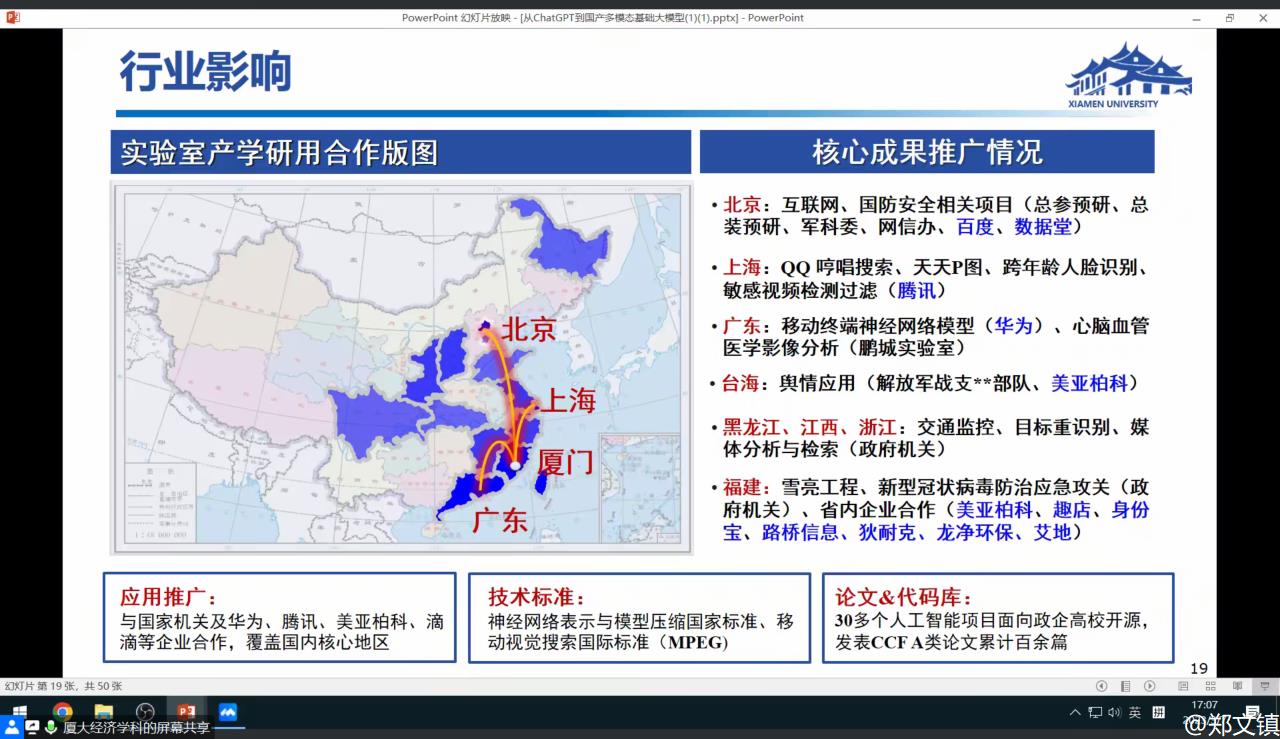 PowerPoint 幻灯片放映 - [从ChatGPT到国产多模态基础大模型(1)(1).pptx] - PowerPoint
行业影响
XIAMEN UNIVERSITY
实验室产学研用合作版图
北京
上海
厦门
广东
核心成果推广情况
• 北京：互联网、国防安全相关项目（总参预研、总
装预研、军科委、网信办、百度、数据堂）
• 上海：QQ 哼唱搜索、天天P图、跨年龄人脸识别、
敏感视频检测过滤（腾讯）
• 广东：移动终端神经网络模型（华为）、心脑血管
医学影像分析（鹏城实验室）
• 台海：舆情应用（解放军战支**部队、美亚柏科）
• 黑龙江、江西、浙江：交通监控、目标重识别、媒
体分析与检索（政府机关）
• 福建：雪亮工程、新型冠状病毒防治应急攻关（政
府机关）、省内企业合作（美亚柏科、趣店、身份
宝、路桥信息、狄耐克、龙净环保、艾地）
应用推广：
与国家机关及华为、腾讯、美亚柏科、滴
滴等企业合作，覆盖国内核心地区
技术标准：
神经网络表示与模型压缩国家标准、移
动视觉搜索国际标准（MPEG)
论文&代码库：
30多个人工智能项目面向政企高校开源，
发表CCF A类论文累计百余篇
19
幻灯片 第 19 张，共 50 张
英
拼
17:07
厦大经济学科的屏幕共享
@郑文镇